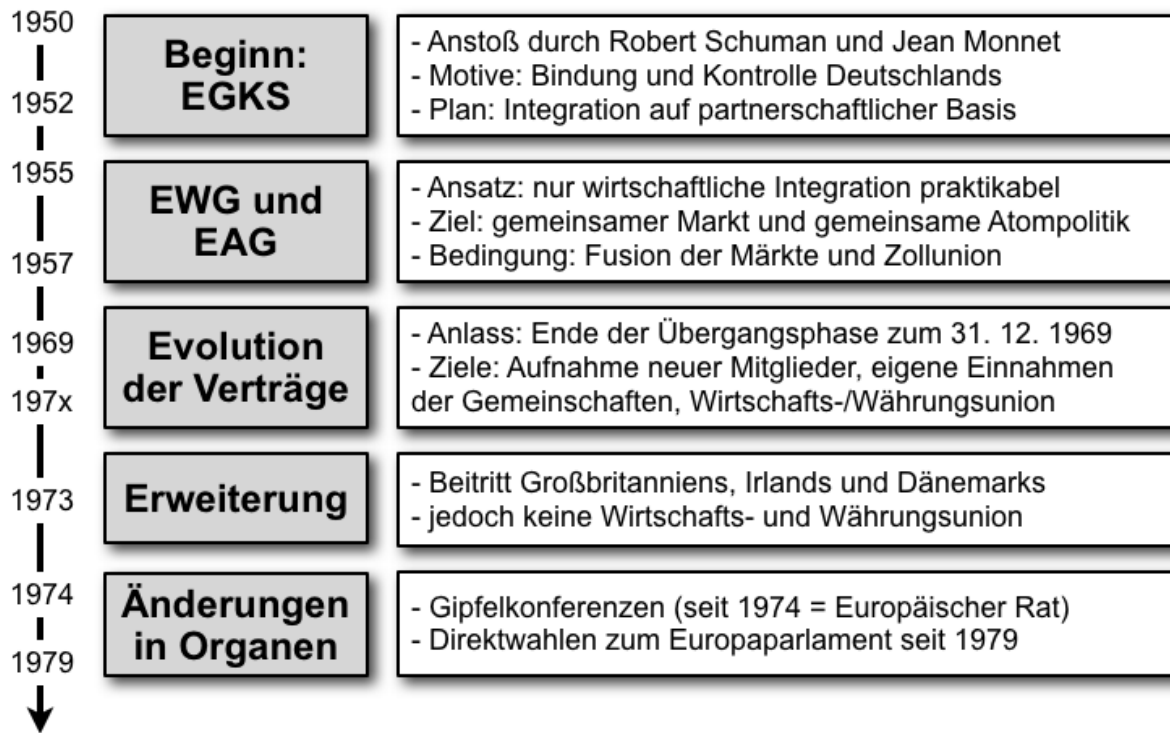 1950
1952
Beginn:
EGKS
- Anstoß durch Robert Schuman und Jean Monnet
- Motive: Bindung und Kontrolle Deutschlands
- Plan: Integration auf partnerschaftlicher Basis
1955
1957
EWG und
EAG
- Ansatz: nur wirtschaftliche Integration praktikabel
- Ziel: gemeinsamer Markt und gemeinsame Atompolitik
- Bedingung: Fusion der Märkte und Zollunion
1969
197x
Evolution
der Verträge
- Anlass: Ende der Übergangsphase zum 31. 12. 1969
- Ziele: Aufnahme neuer Mitglieder, eigene Einnahmen
der Gemeinschaften, Wirtschafts-/Währungsunion
1973
Erweiterung
- Beitritt Großbritanniens, Irlands und Dänemarks
- jedoch keine Wirtschafts- und Währungsunion
1974
1979
Änderungen
in Organen
- Gipfelkonferenzen (seit 1974 = Europäischer Rat)
- Direktwahlen zum Europaparlament seit 1979